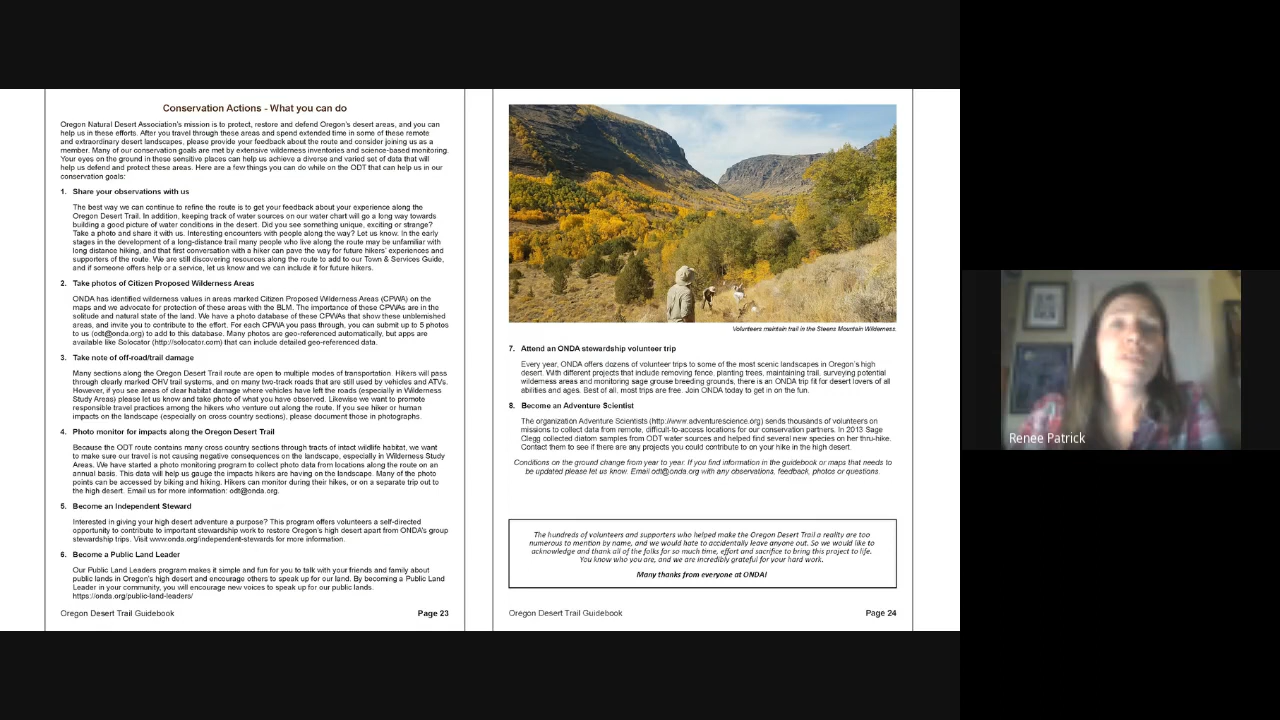 Conservation Actions - What you can do
Oregon Natural Desert Association's mission is to protect, restore and defend Oregon's desert areas, and you can
help us in these efforts. After you travel through these areas and spend extended time in some of these remote
and extraordinary desert landscapes, please provide your feedback about the route and consider joining us as a
member. Many of our conservation goals are met by extensive wilderness inventories and science-based monitoring.
Your eyes on the ground in these sensitive places can help us achieve a diverse and varied set of data that will
help us defend and protect these areas. Here are a few things you can do while on the ODT that can help us in our
conservation goals:
1. Share your observations with us
The best way we can continue to refine the route is to get your feedback about your experience along the
Oregon Desert Trail. In addition, keeping track of water sources on our water chart will go a long way towards
building a good picture of water conditions in the desert. Did you see something unique, exciting or strange?
Take a photo and share it with us. Interesting encounters with people along the way? Let us know. In the early
stages in the development of a long-distance trail many people who live along the route may be unfamiliar with
long distance hiking, and that first conversation with a hiker can pave the way for future hikers' experiences and
supporters of the route. We are still discovering resources along the route to add to our Town & Services Guide,
and if someone offers help or a service, let us know and we can include it for future hikers.
2. Take photos of Citizen Proposed Wilderness Areas
ONDA has identified wilderness values in areas marked Citizen Proposed Wilderness Areas (CPWA) on the
maps and we advocate for protection of these areas with the BLM. The importance of these CPWAs are in the
solitude and natural state of the land. We have a photo database of these CPWAs that show these unblemished
areas, and invite you to contribute to the effort. For each CPWA you pass through, you can submit up to 5 photos
to us (odt@onda.org) to add to this database. Many photos are geo-referenced automatically, but apps are
available like Solocator (http://solocator.com) that can include detailed geo-referenced data.
3. Take note of off-road/trail damage
Many sections along the Oregon Desert Trail route are open to multiple modes of transportation. Hikers will pass
through clearly marked OHV trail systems, and on many two-track roads that are still used by vehicles and ATVs.
However, if you see areas of clear habitat damage where vehicles have left the roads (especially in Wilderness
Study Areas) please let us know and take photo of what you have observed. Likewise we want to promote
responsible travel practices among the hikers who venture out along the route. If you see hiker or human
impacts on the landscape (especially on cross country sections), please document those in photographs.
4. Photo monitor for impacts along the Oregon Desert Trail
Because the ODT route contains many cross country sections through tracts of intact wildlife habitat, we want
to make sure our travel is not causing negative consequences on the landscape, especially in Wilderness Study
Areas. We have started a photo monitoring program to collect photo data from locations along the route on an
annual basis. This data will help us gauge the impacts hikers are having on the landscape. Many of the photo
points can be accessed by biking and hiking. Hikers can monitor during their hikes, or on a separate trip out to
the high desert. Email us for more information: odt@onda.org.
5. Become an Independent Steward
Interested in giving your high desert adventure a purpose? This program offers volunteers a self-directed
opportunity to contribute to important stewardship work to restore Oregon's high desert apart from ONDA's group
stewardship trips. Visit www.onda.org/independent-stewards for more information.
6. Become a Public Land Leader
Our Public Land Leaders program makes it simple and fun for you to talk with your friends and family about
public lands in Oregon's high desert and encourage others to speak up for our land. By becoming a Public Land
Leader in your community, you will encourage new voices to speak up for our public lands.
https://onda.org/public-land-leaders/
Oregon Desert Trail Guidebook Page 23
Volunteers maintain trail in the Steens Mountain Wilderness.
7. Attend an ONDA stewardship volunteer trip
Every year, ONDA offers dozens of volunteer trips to some of the most scenic landscapes in Oregon's high
desert. With different projects that include removing fence, planting trees, maintaining trail, surveying potential
wilderness areas and monitoring sage grouse breeding grounds, there is an ONDA trip fit for desert lovers of all
abilities and ages. Best of all, most trips are free. Join ONDA today to get in on the fun.
8. Become an Adventure Scientist
The organization Adventure Scientists (http://www.adventurescience.org) sends thousands of volunteers on
missions to collect data from remote, difficult-to-access locations for our conservation partners. In 2013 Sage
Clegg collected diatom samples from ODT water sources and helped find several new species on her thru-hike.
Contact them to see if there are any projects you could contribute to on your hike in the high desert.
Conditions on the ground change from year to year. If you find information in the guidebook or maps that needs to
be updated please let us know. Email odt@onda.org with any observations, feedback, photos or questions.
The hundreds of volunteers and supporters who helped make the Oregon Desert Trail a reality are too
numerous to mention by name, and we would hate to accidentally leave anyone out. So we would like to
acknowledge and thank all of the folks for so much time, effort and sacrifice to bring this project to life.
You know who you are, and we are incredibly grateful for your hard work.
Many thanks from everyone at ONDA!
Oregon Desert Trail Guidebook Page 24
Renee Patrick